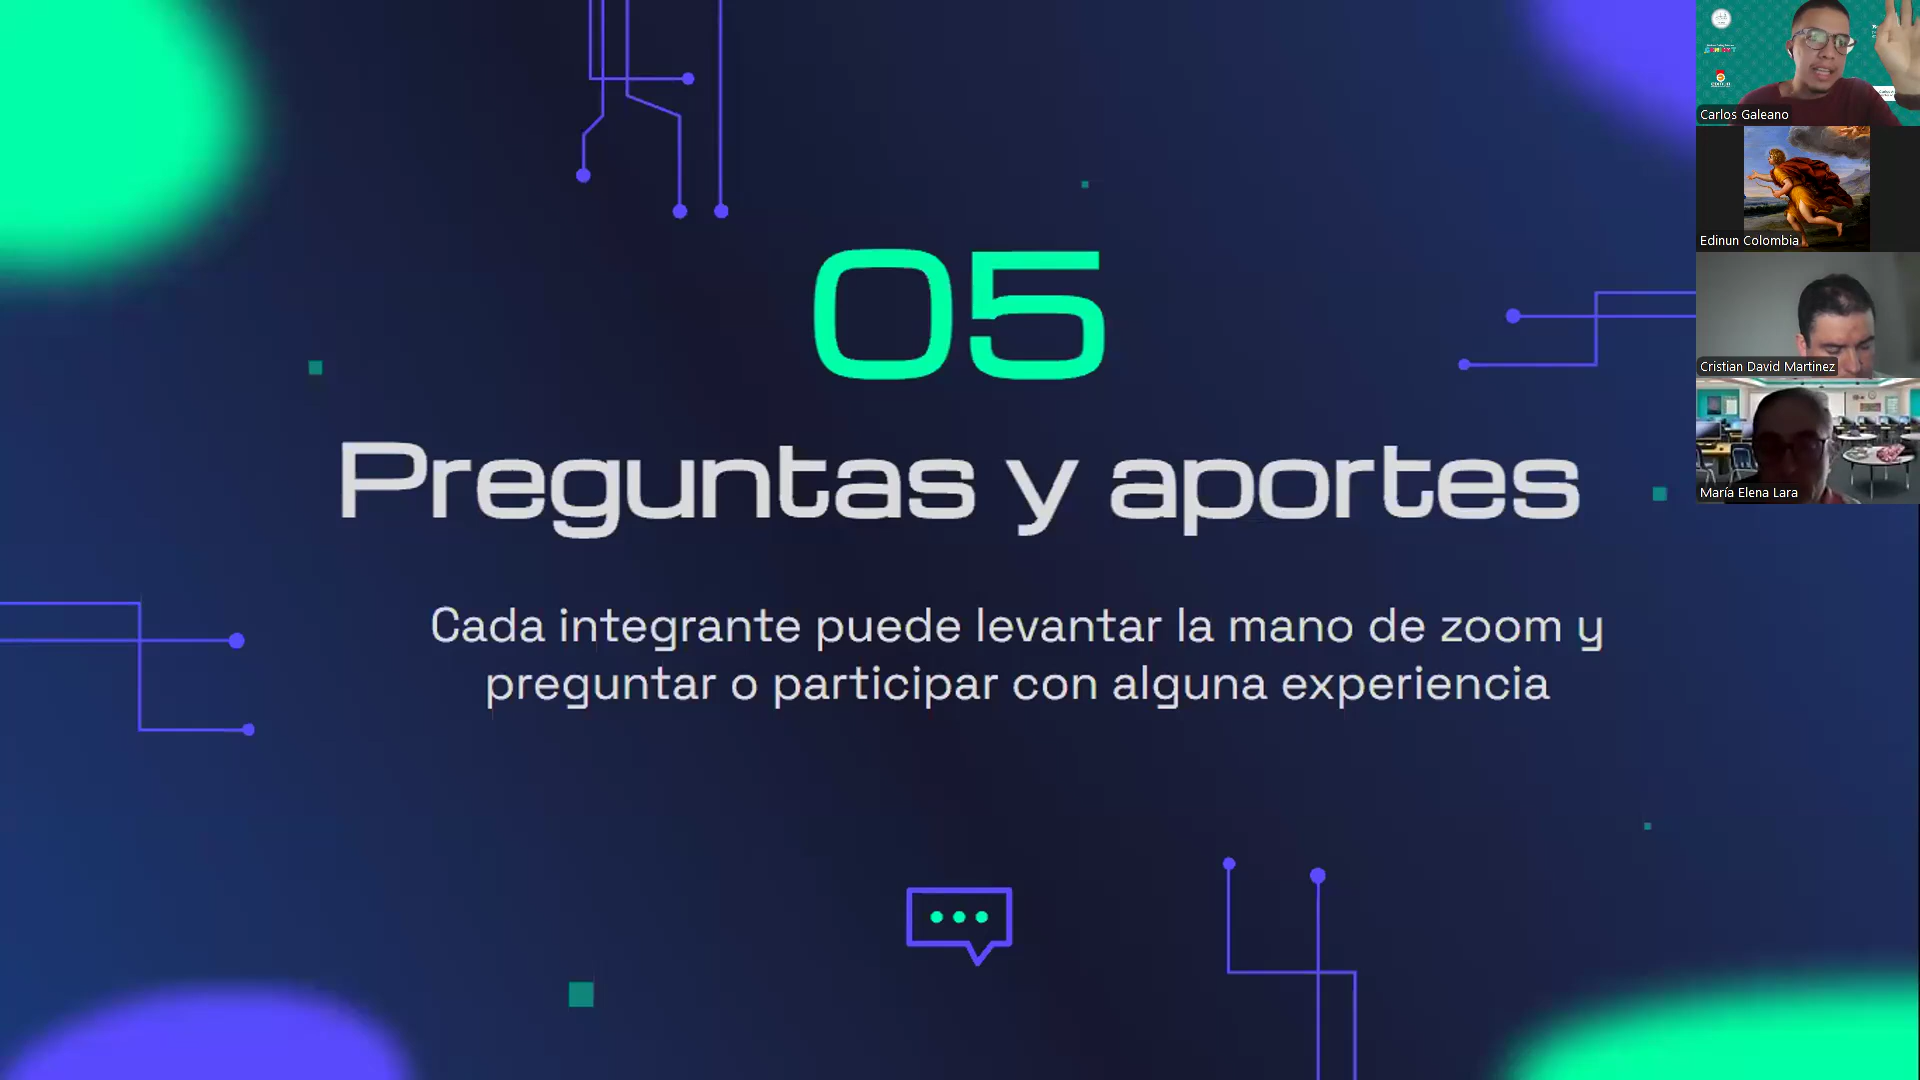 05
Preguntas y aportes
Cada integrante puede levantar la mano de zoom y
preguntar o participar con alguna experiencia
Carlos Galeano
Edinun Colombia
Cristian David Martinez
María Elena Lara